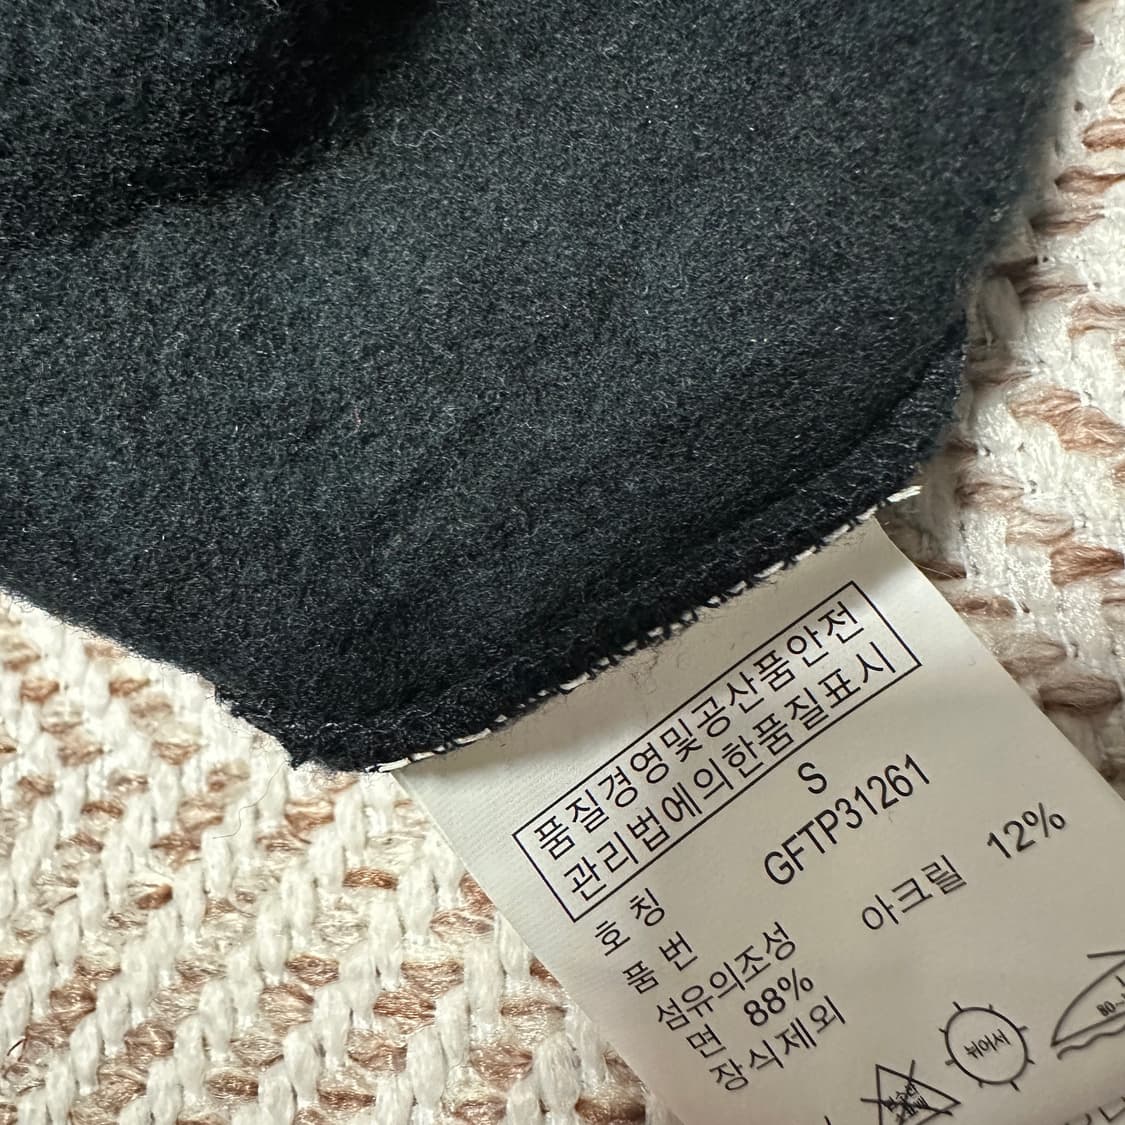 품질경영및공산품안전
관리법에의한품질표시
호 칭 S
품 번 GFTP31261
섬유의조성 아크릴 12%
면 88%
장식제외
뉘어서